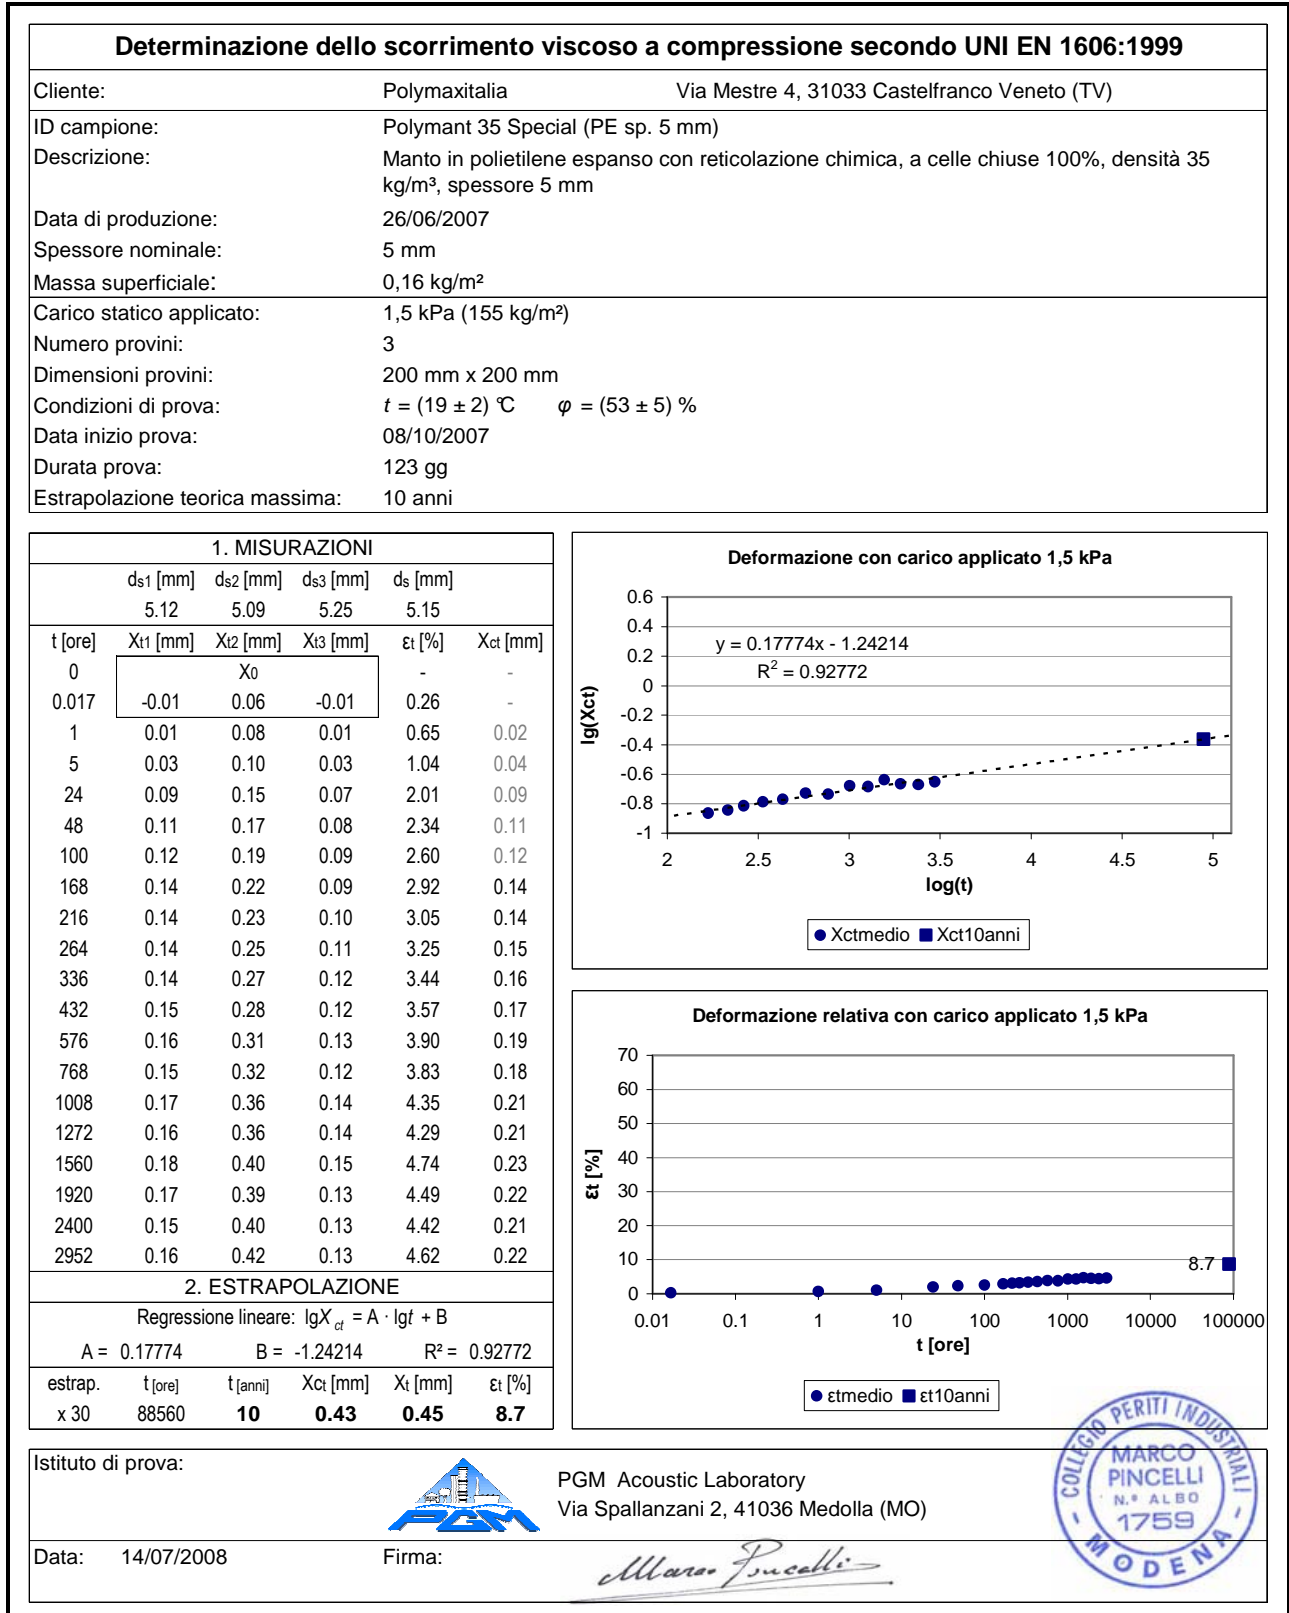 Determinazione dello scorrimento viscoso a compressione secondo UNI EN 1606:1999
Cliente: Polymaxitalia Via Mestre 4, 31033 Castelfranco Veneto (TV)
ID campione: Polymant 35 Special (PE sp. 5 mm)
Descrizione: Manto in polietilene espanso con reticolazione chimica, a celle chiuse 100%, densità 35
kg/m³, spessore 5 mm
Data di produzione: 26/06/2007
Spessore nominale: 5 mm
Massa superficiale: 0,16 kg/m²
Carico statico applicato: 1,5 kPa (155 kg/m²)
Numero provini: 3
Dimensioni provini: 200 mm x 200 mm
Condizioni di prova: t = (19 ± 2) °C φ = (53 ± 5) %
Data inizio prova: 08/10/2007
Durata prova: 123 gg
Estrapolazione teorica massima: 10 anni
1. MISURAZIONI
ds1 [mm] ds2 [mm] ds3 [mm] ds [mm]
5.12 5.09 5.25 5.15
t [ore] Xt1 [mm] Xt2 [mm] Xt3 [mm] εt [%] Xct [mm]
0 X0 - -
0.017 -0.01 0.06 -0.01 0.26 -
1 0.01 0.08 0.01 0.65 0.02
5 0.03 0.10 0.03 1.04 0.04
24 0.09 0.15 0.07 2.01 0.09
48 0.11 0.17 0.08 2.34 0.11
100 0.12 0.19 0.09 2.60 0.12
168 0.14 0.22 0.09 2.92 0.14
216 0.14 0.23 0.10 3.05 0.14
264 0.14 0.25 0.11 3.25 0.15
336 0.14 0.27 0.12 3.44 0.16
432 0.15 0.28 0.12 3.57 0.17
576 0.16 0.31 0.13 3.90 0.19
768 0.15 0.32 0.12 3.83 0.18
1008 0.17 0.36 0.14 4.35 0.21
1272 0.16 0.36 0.14 4.29 0.21
1560 0.18 0.40 0.15 4.74 0.23
1920 0.17 0.39 0.13 4.49 0.22
2400 0.15 0.40 0.13 4.42 0.21
2952 0.16 0.42 0.13 4.62 0.22
2. ESTRAPOLAZIONE
Regressione lineare: lgX ct = A · lgt + B
A = 0.17774 B = -1.24214 R² = 0.92772
estrap. t [ore] t [anni] Xct [mm] Xt [mm] εt [%]
x 30 88560 10 0.43 0.45 8.7
Deformazione con carico applicato 1,5 kPa
0.6
0.4
0.2
0
-0.2
-0.4
-0.6
-0.8
-1
lg(Xct)
y = 0.17774x - 1.24214
R² = 0.92772
2 2.5 3 3.5 4 4.5 5
log(t)
Xctmedio Xct10anni
Deformazione relativa con carico applicato 1,5 kPa
70
60
50
40
30
20
10
0
εt [%]
8.7
0.01 0.1 1 10 100 1000 10000 100000
t [ore]
εtmedio εt10anni
Istituto di prova:
PGM
PGM Acoustic Laboratory
Via Spallanzani 2, 41036 Medolla (MO)
COLLEGIO PERITI INDUSTRIALI
MARCO
PINCELLI
N.° ALBO
1759
- MODENA -
Data: 14/07/2008 Firma: Marco Pincelli